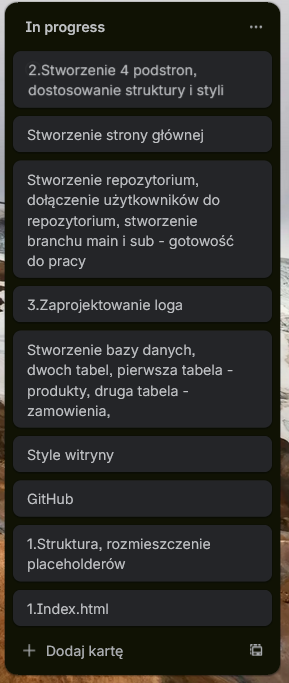 In progress
2.Stworzenie 4 podstron,
dostosowanie struktury i styli
Stworzenie strony głównej
Stworzenie repozytorium,
dołączenie użytkowników do
repozytorium, stworzenie
branchu main i sub - gotowość
do pracy
3.Zaprojektowanie loga
Stworzenie bazy danych,
dwoch tabel, pierwsza tabela -
produkty, druga tabela -
zamowienia,
Style witryny
GitHub
1.Struktura, rozmieszczenie
placeholderów
1.Index.html
Dodaj kartę